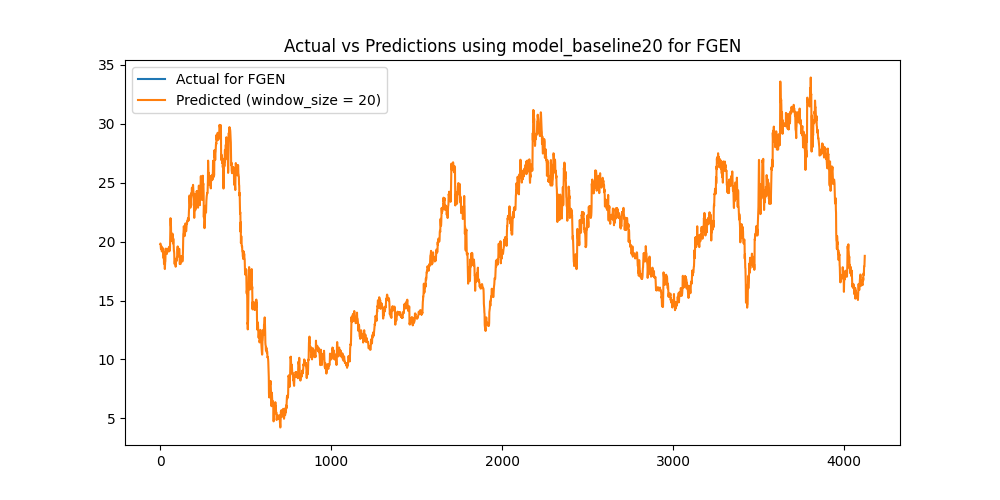 Actual vs Predictions using model_baseline20 for FGEN
Actual for FGEN
Predicted (window_size = 20)
35
30
25
20
15
10
5
0 1000 2000 3000 4000